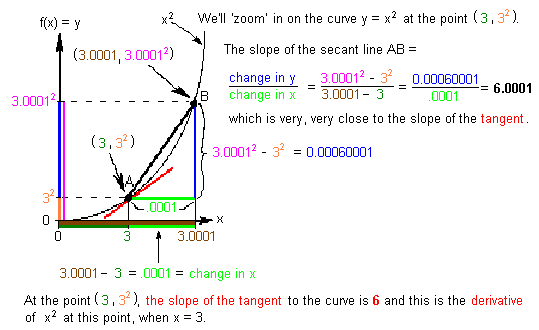 f(x) = y
x²
We'll 'zoom' in on the curve y = x² at the point (3, 3²).
(3.0001, 3.0001²)
The slope of the secant line AB =
change in y / change in x = 3.0001² - 3² / 3.0001 - 3 = 0.00060001 / .0001 = 6.0001
B
3.0001²
which is very, very close to the slope of the tangent.
(3, 3²)
3.0001² - 3² = 0.00060001
A
3²
.0001
0
x
0
3
3.0001
3.0001 - 3 = .0001 = change in x
At the point (3, 3²), the slope of the tangent to the curve is 6 and this is the derivative
of x² at this point, when x = 3.